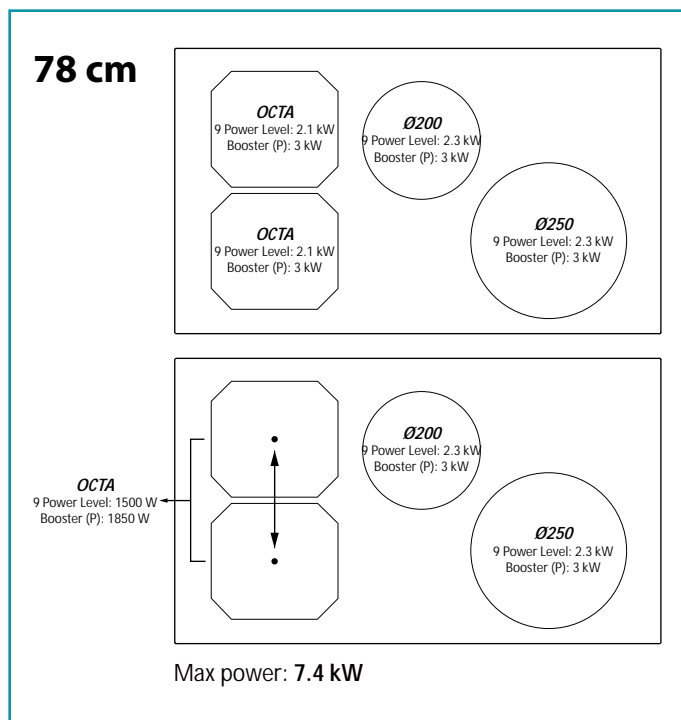 78 cm
OCTA
9 Power Level: 2.1 kW
Booster (P): 3 kW
Ø200
9 Power Level: 2.3 kW
Booster (P): 3 kW
OCTA
9 Power Level: 2.1 kW
Booster (P): 3 kW
Ø250
9 Power Level: 2.3 kW
Booster (P): 3 kW
Ø200
9 Power Level: 2.3 kW
Booster (P): 3 kW
OCTA
9 Power Level: 1500 W
Booster (P): 1850 W
Ø250
9 Power Level: 2.3 kW
Booster (P): 3 kW
Max power: 7.4 kW